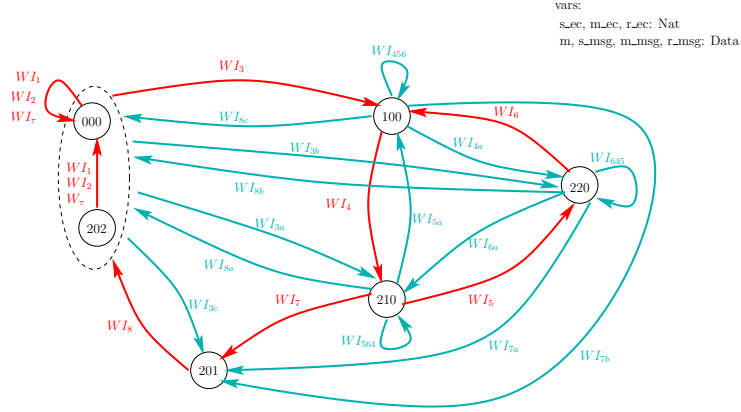 vars:
s_ec, m_ec, r_ec: Nat
m, s_msg, m_msg, r_msg: Data
WI₄₅₆
WI₃
WI₁
WI₂
WIτ
000
WI₈c
100
WI₆
WI₄a
WI₃b
WI₆₄₅
WI₁
WI₂
Wτ
WI₈b
220
202
WI₄
WI₅a
WI₃a
WI₆a
WI₈a
WI₃c
WI₇
210
WI₅
WI₈
WI₅₆₄
WI₇a
WI₇b
201